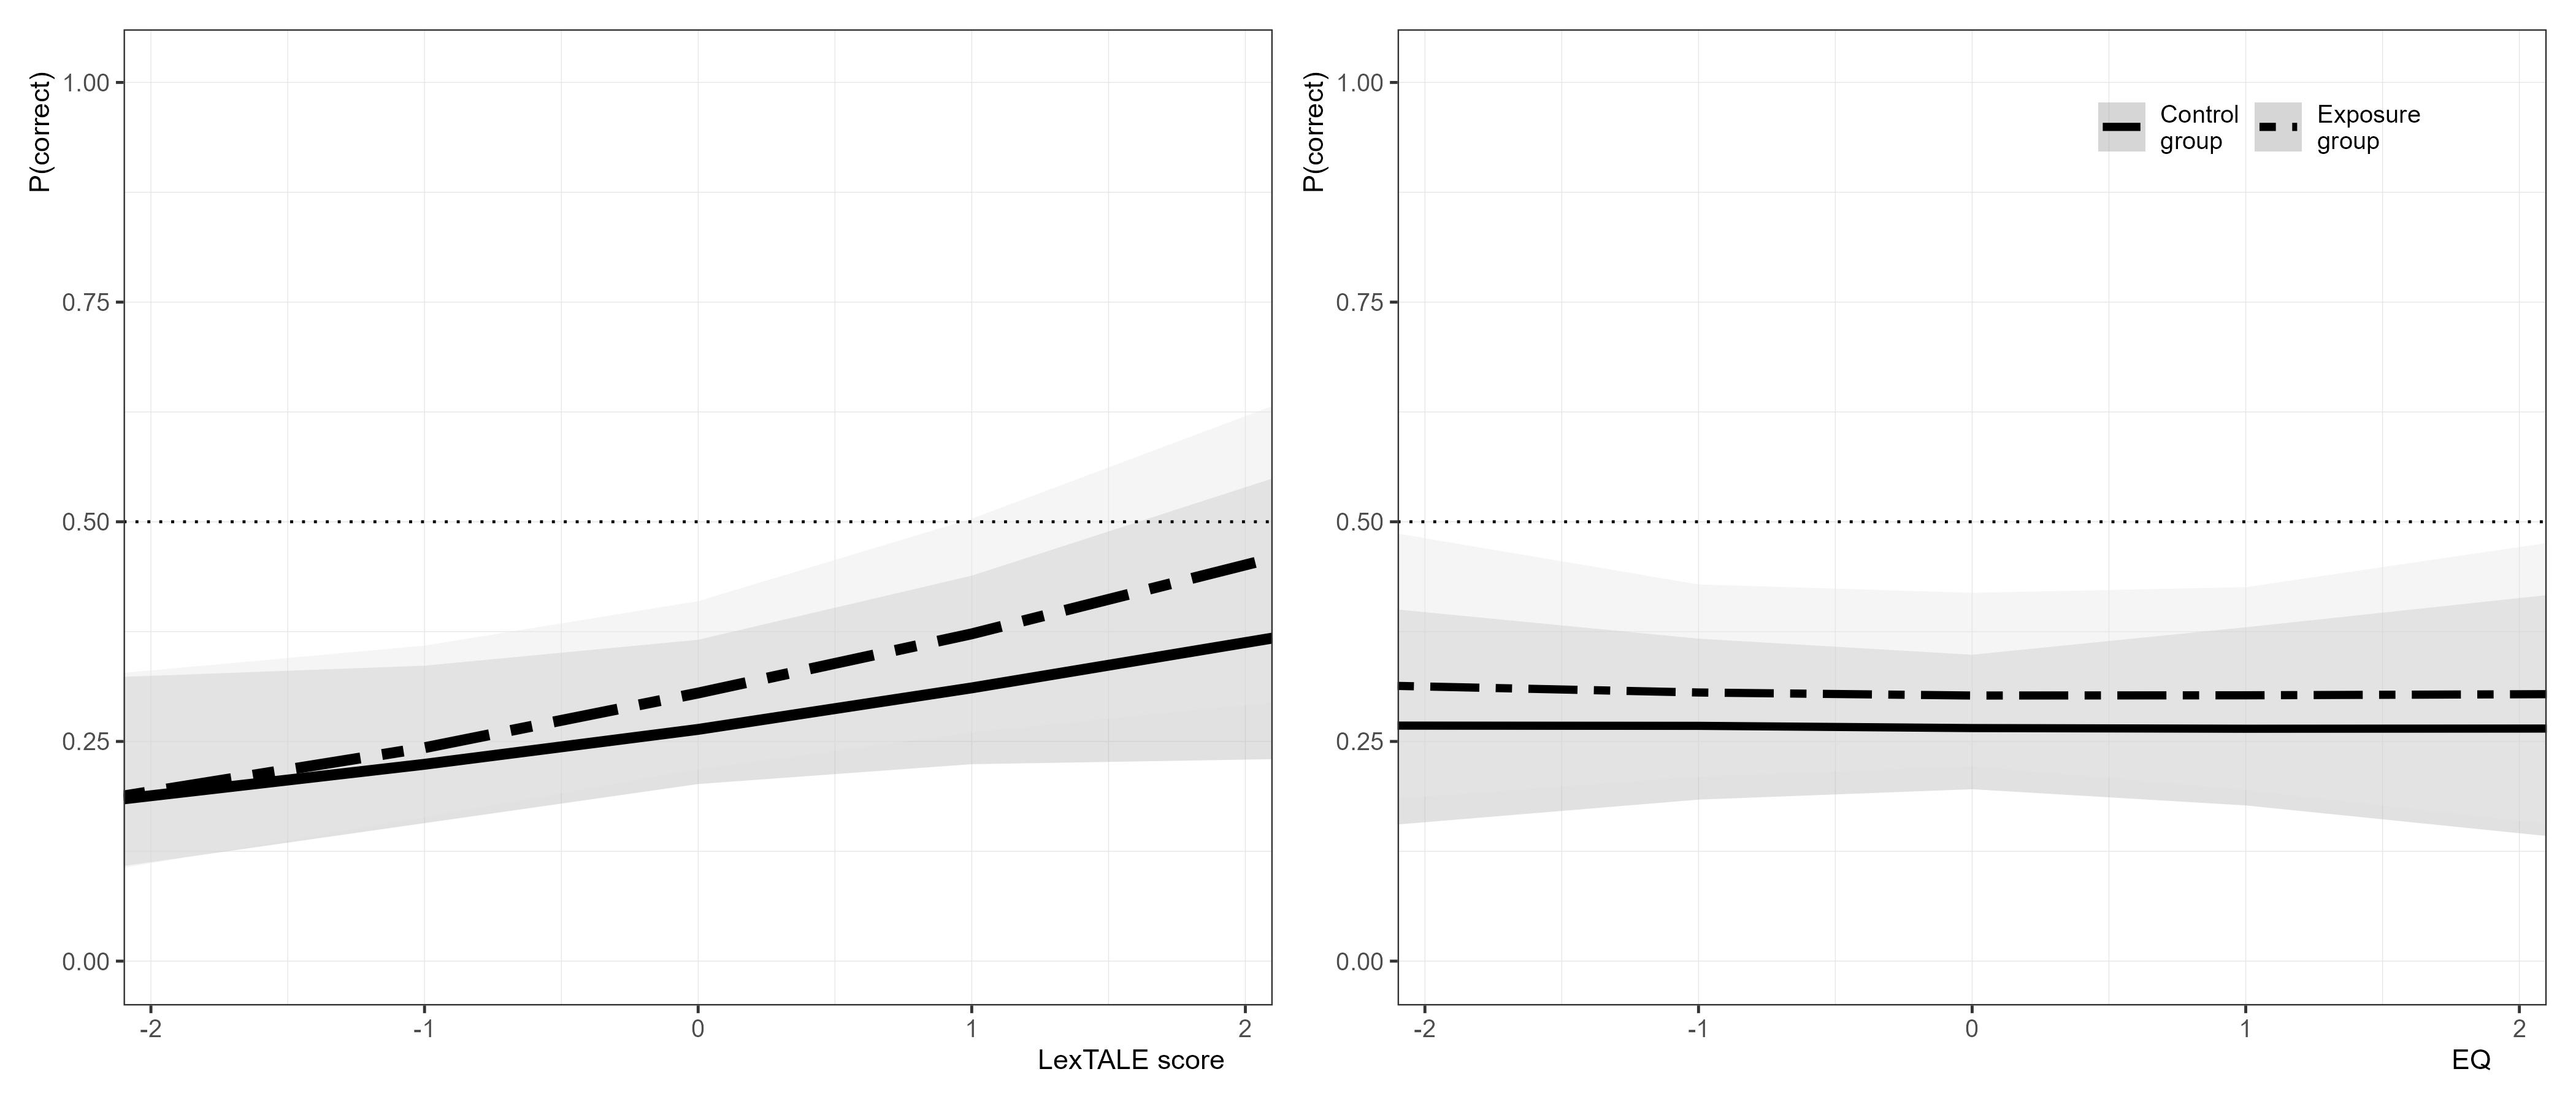 P(correct)
1.00
0.75
0.50
0.25
0.00
-2
-1
0
1
2
LexTALE score
P(correct)
1.00
0.75
0.50
0.25
0.00
Control
group
Exposure
group
-2
-1
0
1
2
EQ